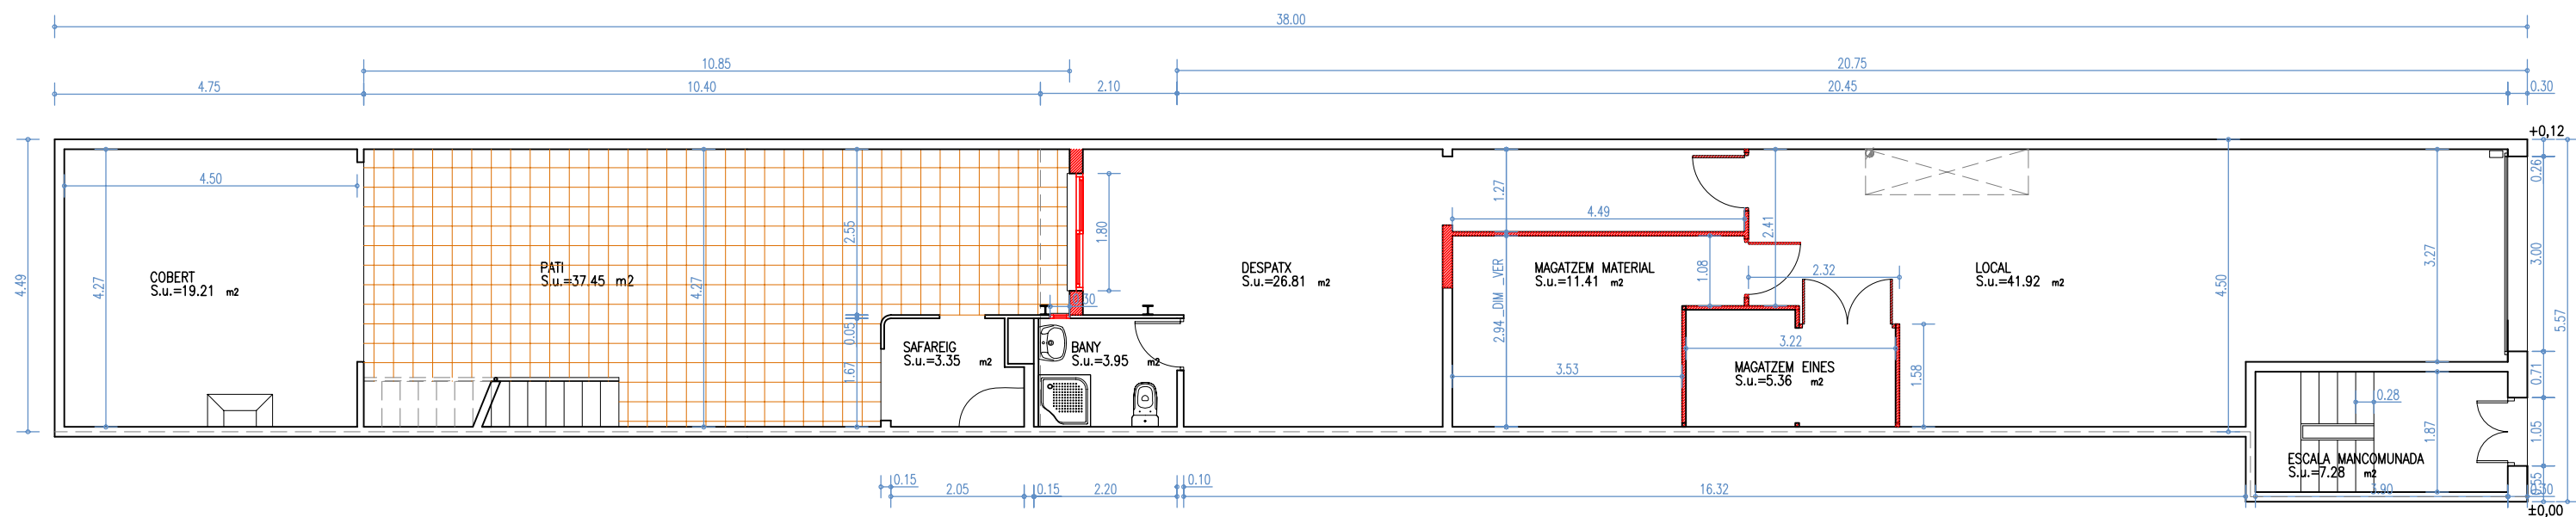 38.00
10.85
20.75
4.75
10.40
2.10
20.45
0.30
+0,12
4.49
4.27
4.50
COBERT
S.u.=19.21 m2
PATI
S.u.=37.45 m2
4.27
2.55
0.05
1.67
SAFAREIG
S.u.=3.35 m2
BANY
S.u.=3.95 m2
1.80
DESPATX
S.u.=26.81 m2
1.27
4.49
2.94_DIM_VER
MAGATZEM MATERIAL
S.u.=11.41 m2
1.08
2.41
2.32
3.53
3.22
MAGATZEM EINES
S.u.=5.36 m2
1.58
LOCAL
S.u.=41.92 m2
4.50
3.27
0.26
3.00
5.57
0.71
0.28
1.87
1.05
ESCALA MANCOMUNADA
S.u.=7.28 m2
0.15
2.05
0.15
2.20
0.10
16.32
3.90
±0,00